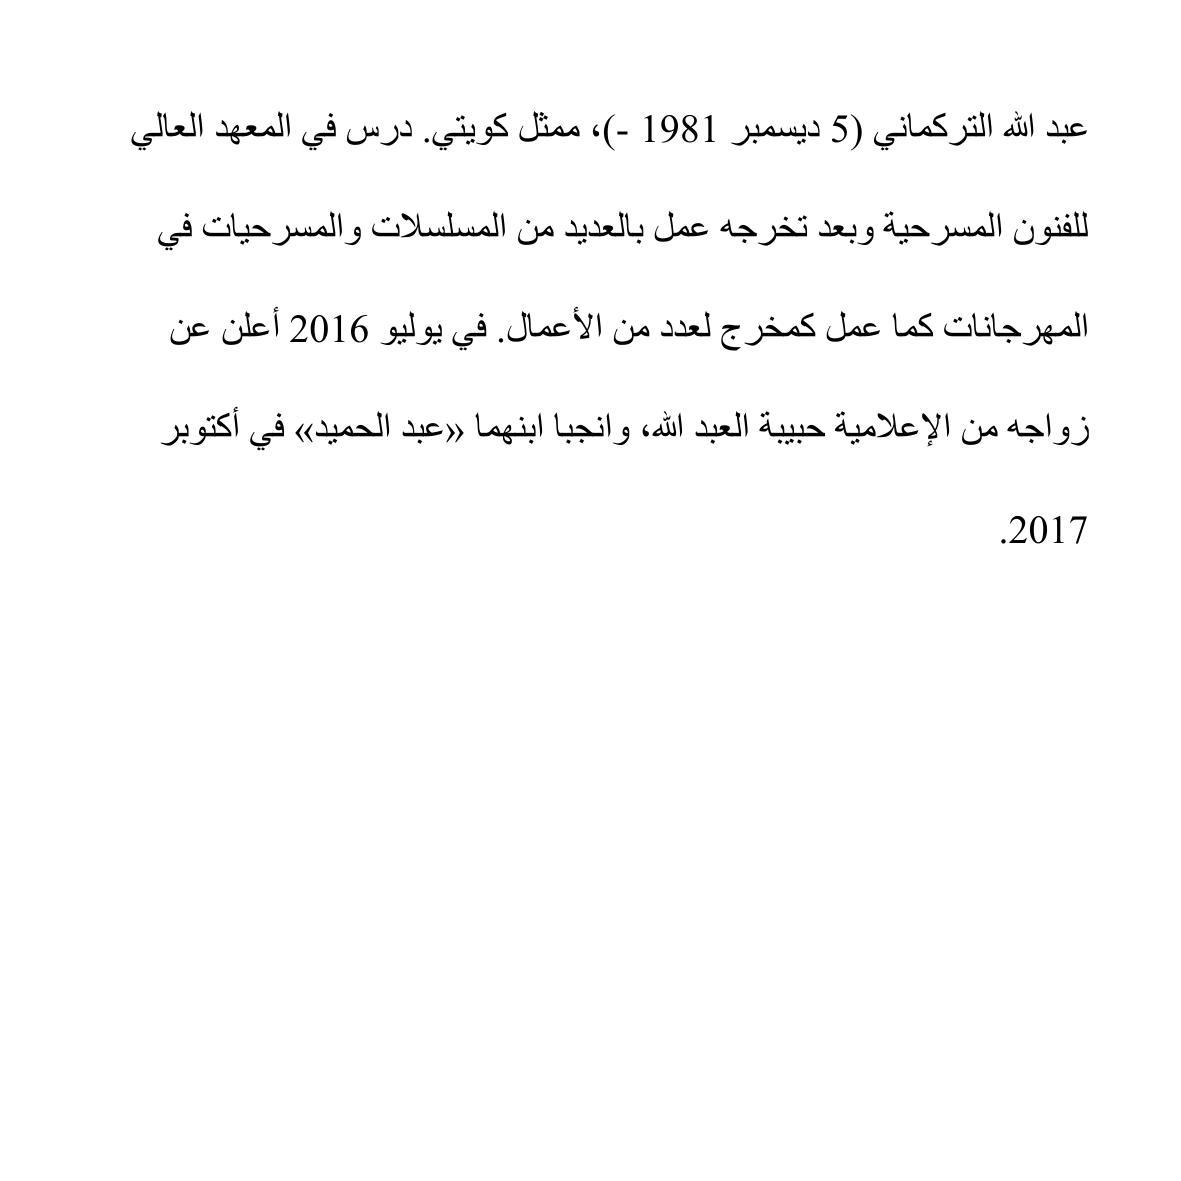 عبد الله التركماني (5 ديسمبر 1981 -)، ممثل كويتي. درس في المعهد العالي
للفنون المسرحية وبعد تخرجه عمل بالعديد من المسلسلات والمسرحيات في
المهرجانات كما عمل كمخرج لعدد من الأعمال. في يوليو 2016 أعلن عن
زواجه من الإعلامية حبيبة العبد الله، وانجبا ابنهما «عبد الحميد» في أكتوبر
2017.